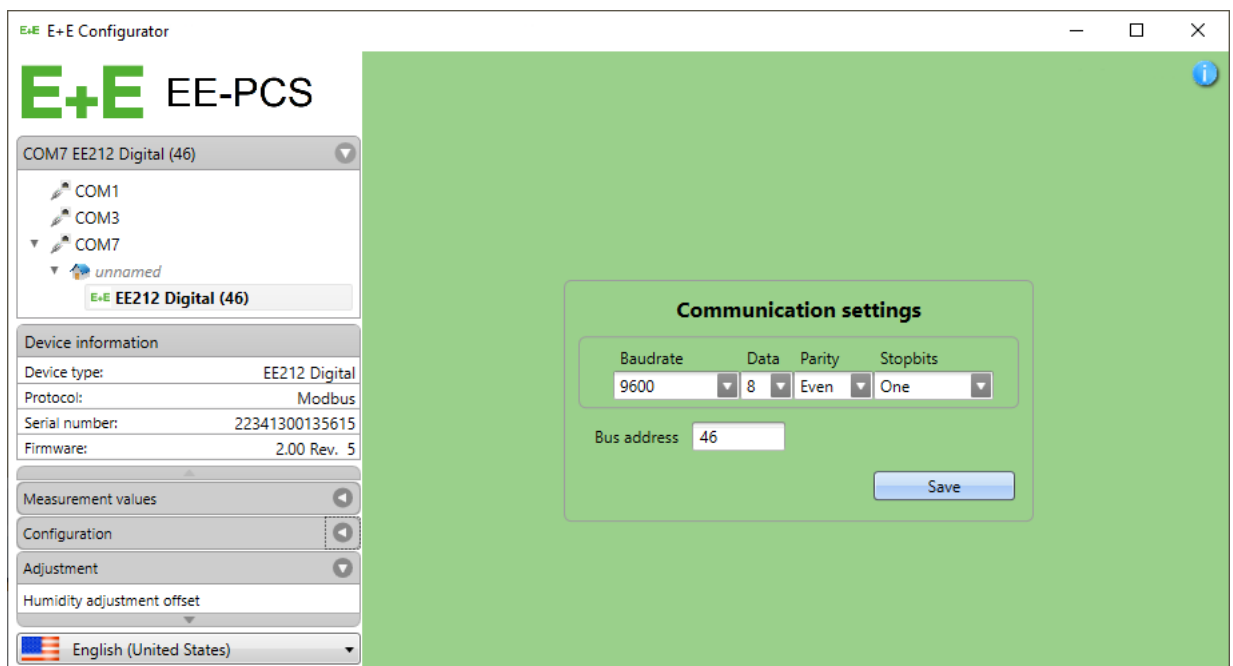 E+E E+E Configurator
E+E EE-PCS
COM7 EE212 Digital (46)
COM1
COM3
COM7
unnamed
E+E EE212 Digital (46)
Device information
Device type: EE212 Digital
Protocol: Modbus
Serial number: 22341300135615
Firmware: 2.00 Rev. 5
Measurement values
Configuration
Adjustment
Humidity adjustment offset
English (United States)
i
Communication settings
Baudrate Data Parity Stopbits
9600 8 Even One
Bus address 46
Save